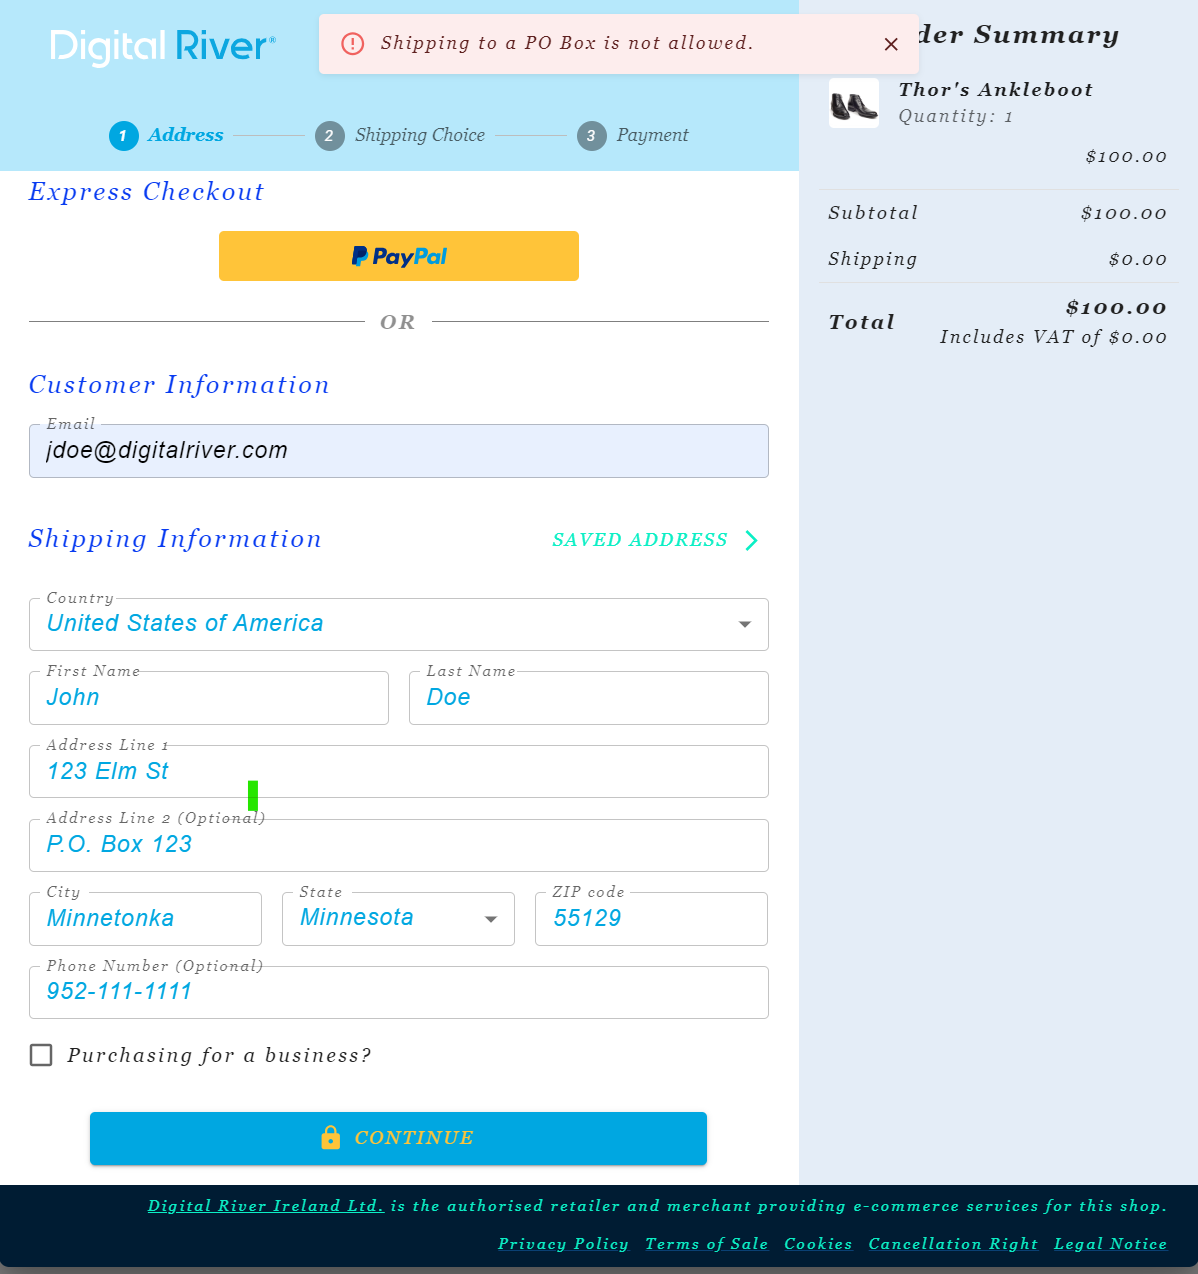 Digital River®
Shipping to a PO Box is not allowed.
1 Address
2 Shipping Choice
3 Payment
Express Checkout
PayPal
OR
Customer Information
Email
jdoe@digitalriver.com
Shipping Information
SAVED ADDRESS
Country
United States of America
First Name
John
Last Name
Doe
Address Line 1
123 Elm St
Address Line 2 (Optional)
P.O. Box 123
City
Minnetonka
State
Minnesota
ZIP code
55129
Phone Number (Optional)
952-111-1111
Purchasing for a business?
CONTINUE
der Summary
Thor's Ankleboot
Quantity: 1
$100.00
Subtotal $100.00
Shipping $0.00
Total $100.00
Includes VAT of $0.00
Digital River Ireland Ltd. is the authorised retailer and merchant providing e-commerce services for this shop.
Privacy Policy Terms of Sale Cookies Cancellation Right Legal Notice